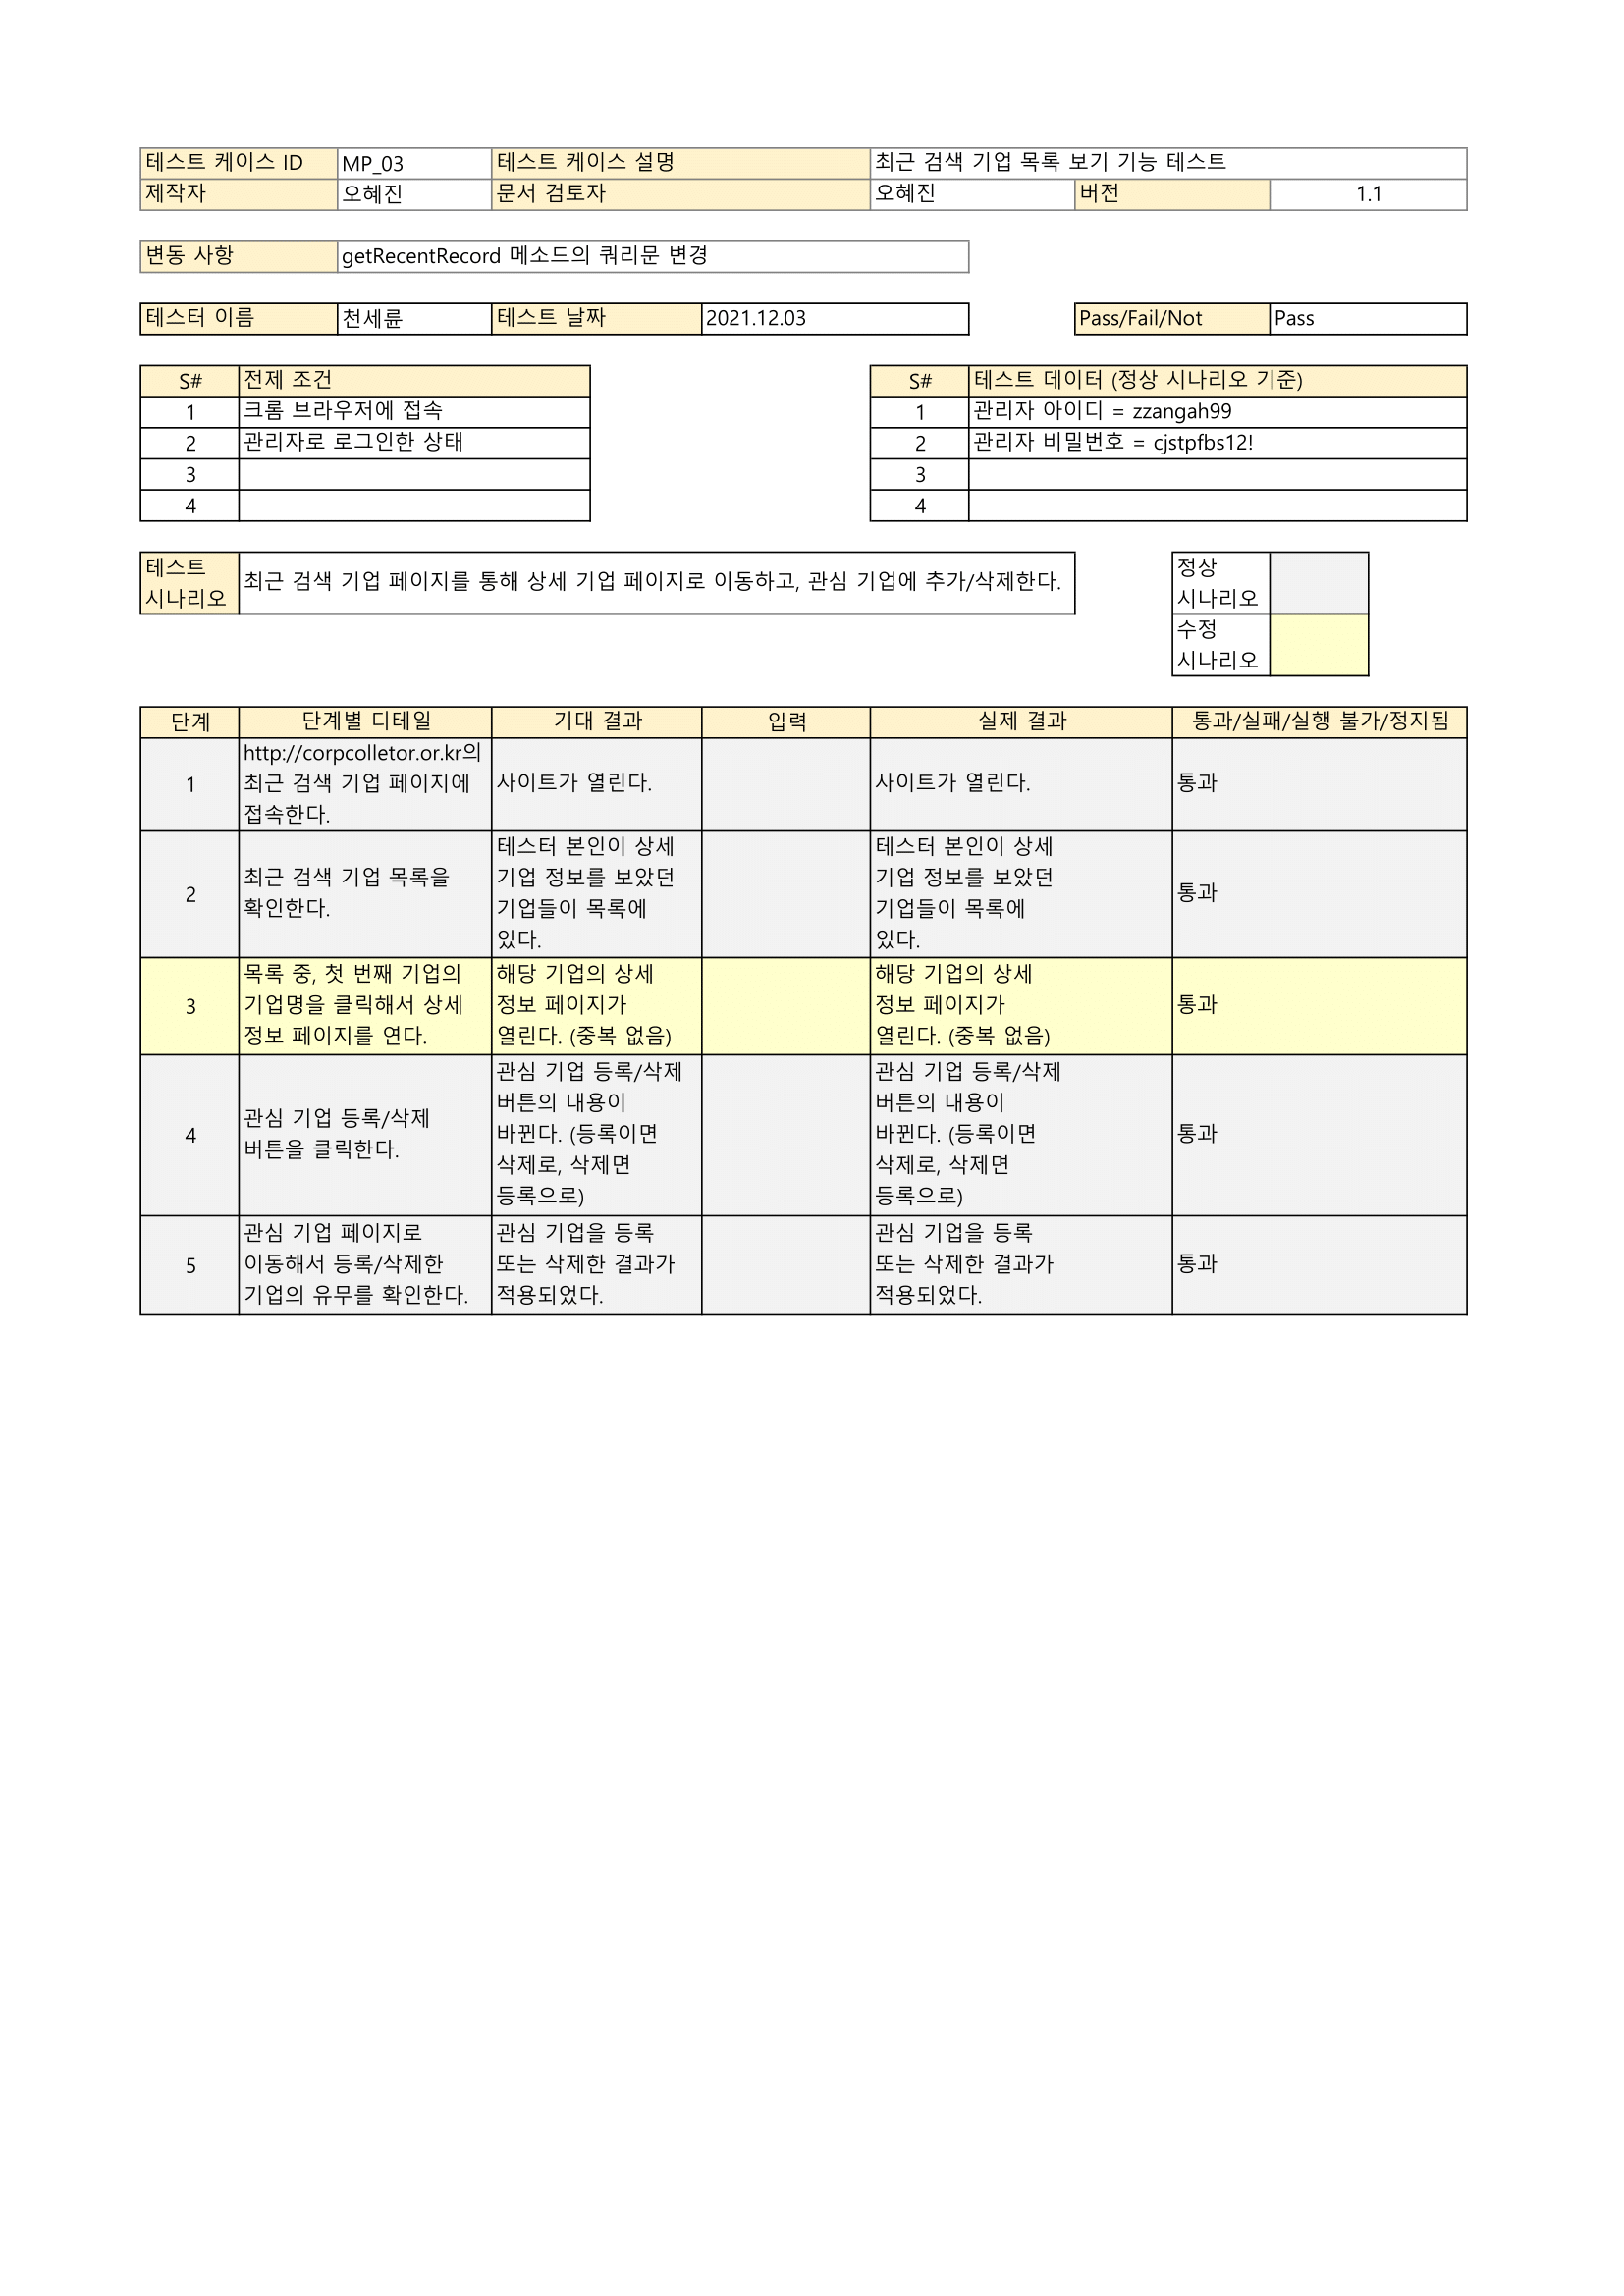 테스트 케이스 ID MP_03 테스트 케이스 설명 최근 검색 기업 목록 보기 기능 테스트
제작자 오혜진 문서 검토자 오혜진 버전 1.1
변동 사항 getRecentRecord 메소드의 쿼리문 변경
테스터 이름 천세륜 테스트 날짜 2021.12.03 Pass/Fail/Not Pass
S# 전제 조건
1 크롬 브라우저에 접속
2 관리자로 로그인한 상태
3
4
S# 테스트 데이터 (정상 시나리오 기준)
1 관리자 아이디 = zzangah99
2 관리자 비밀번호 = cjstpfbs12!
3
4
테스트
시나리오
최근 검색 기업 페이지를 통해 상세 기업 페이지로 이동하고, 관심 기업에 추가/삭제한다.
정상
시나리오
수정
시나리오
단계 단계별 디테일 기대 결과 입력 실제 결과 통과/실패/실행 불가/정지됨
1
http://corpcolletor.or.kr의
최근 검색 기업 페이지에
접속한다.
사이트가 열린다.
사이트가 열린다.
통과
2
최근 검색 기업 목록을
확인한다.
테스터 본인이 상세
기업 정보를 보았던
기업들이 목록에
있다.
테스터 본인이 상세
기업 정보를 보았던
기업들이 목록에
있다.
통과
3
목록 중, 첫 번째 기업의
기업명을 클릭해서 상세
정보 페이지를 연다.
해당 기업의 상세
정보 페이지가
열린다. (중복 없음)
해당 기업의 상세
정보 페이지가
열린다. (중복 없음)
통과
4
관심 기업 등록/삭제
버튼을 클릭한다.
관심 기업 등록/삭제
버튼의 내용이
바뀐다. (등록이면
삭제로, 삭제면
등록으로)
관심 기업 등록/삭제
버튼의 내용이
바뀐다. (등록이면
삭제로, 삭제면
등록으로)
통과
5
관심 기업 페이지로
이동해서 등록/삭제한
기업의 유무를 확인한다.
관심 기업을 등록
또는 삭제한 결과가
적용되었다.
관심 기업을 등록
또는 삭제한 결과가
적용되었다.
통과